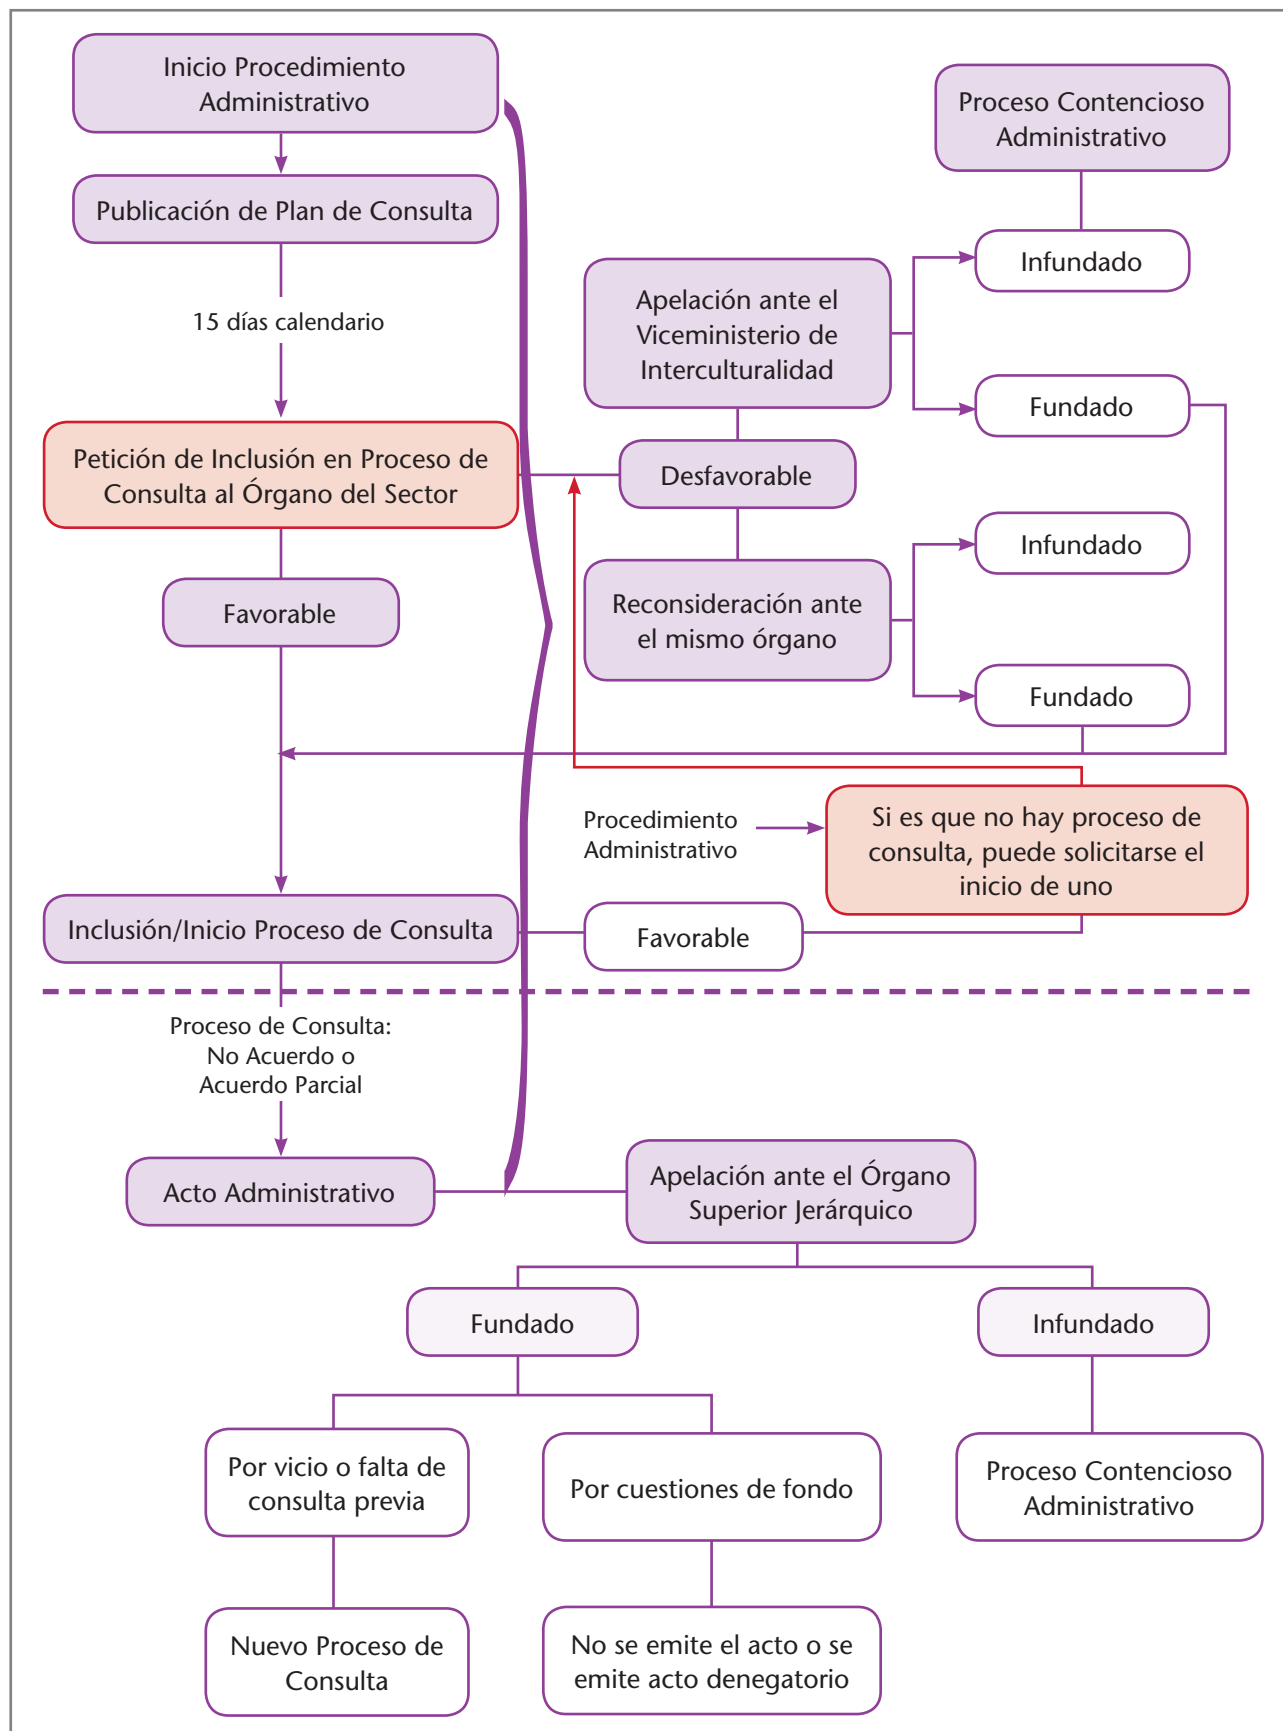 Inicio Procedimiento
Administrativo
Proceso Contencioso
Administrativo
Publicación de Plan de Consulta
Infundado
Apelación ante el
Viceministerio de
Interculturalidad
15 días calendario
Fundado
Petición de Inclusión en Proceso de
Consulta al Órgano del Sector
Desfavorable
Infundado
Favorable
Reconsideración ante
el mismo órgano
Fundado
Procedimiento
Administrativo
Si es que no hay proceso de
consulta, puede solicitarse el
inicio de uno
Inclusión/Inicio Proceso de Consulta
Favorable
Proceso de Consulta:
No Acuerdo o
Acuerdo Parcial
Acto Administrativo
Apelación ante el Órgano
Superior Jerárquico
Fundado
Infundado
Por vicio o falta de
consulta previa
Por cuestiones de fondo
Proceso Contencioso
Administrativo
Nuevo Proceso de
Consulta
No se emite el acto o se
emite acto denegatorio